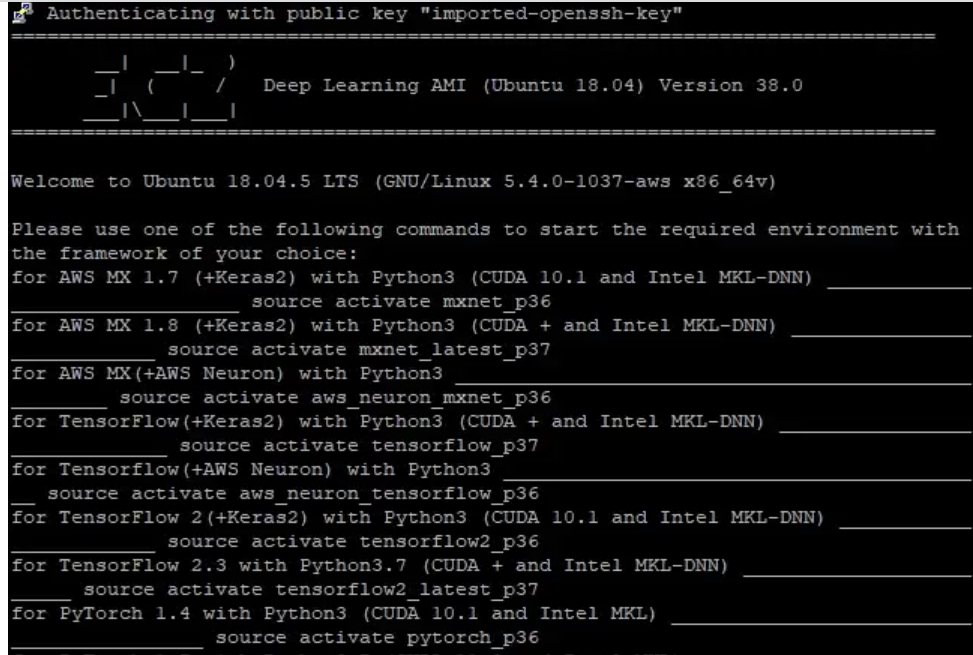 Authenticating with public key "imported-openssh-key"
=============================================================================
       __|  __|_  )
       _|  (     /   Deep Learning AMI (Ubuntu 18.04) Version 38.0
      ___|\___|___|
=============================================================================
Welcome to Ubuntu 18.04.5 LTS (GNU/Linux 5.4.0-1037-aws x86_64v)
Please use one of the following commands to start the required environment with
the framework of your choice:
for AWS MX 1.7 (+Keras2) with Python3 (CUDA 10.1 and Intel MKL-DNN) ____________
___________________ source activate mxnet_p36
for AWS MX 1.8 (+Keras2) with Python3 (CUDA + and Intel MKL-DNN) _______________
____________ source activate mxnet_latest_p37
for AWS MX(+AWS Neuron) with Python3 ___________________________________________
________ source activate aws_neuron_mxnet_p36
for TensorFlow(+Keras2) with Python3 (CUDA + and Intel MKL-DNN) ________________
_____________ source activate tensorflow_p37
for Tensorflow(+AWS Neuron) with Python3 _______________________________________
__ source activate aws_neuron_tensorflow_p36
for TensorFlow 2(+Keras2) with Python3 (CUDA 10.1 and Intel MKL-DNN) ___________
____________ source activate tensorflow2_p36
for TensorFlow 2.3 with Python3.7 (CUDA + and Intel MKL-DNN) ___________________
_____ source activate tensorflow2_latest_p37
for PyTorch 1.4 with Python3 (CUDA 10.1 and Intel MKL) _________________________
________________ source activate pytorch_p36